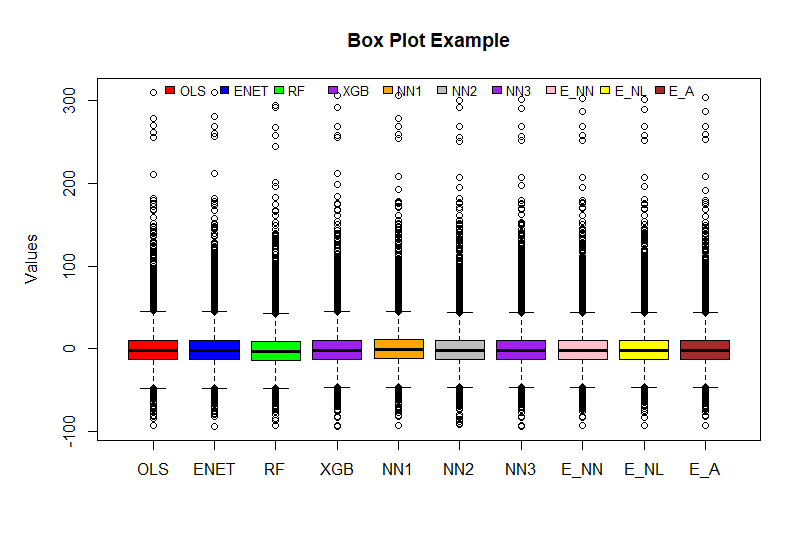 Box Plot Example
OLS ENET RF XGB NN1 NN2 NN3 E_NN E_NL E_A
Values
300
200
100
0
-100
OLS ENET RF XGB NN1 NN2 NN3 E_NN E_NL E_A